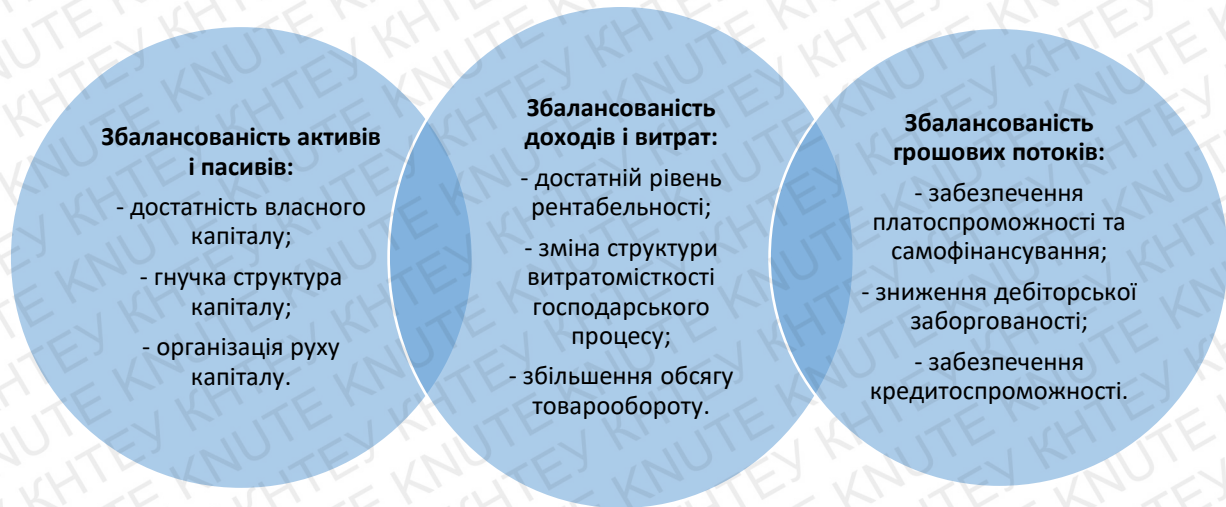 Збалансованість активів
і пасивів:
- достатність власного
капіталу;
- гнучка структура
капіталу;
- організація руху
капіталу.
Збалансованість
доходів і витрат:
- достатній рівень
рентабельності;
- зміна структури
витратомісткості
господарського
процесу;
- збільшення обсягу
товарообороту.
Збалансованість
грошових потоків:
- забезпечення
платоспроможності та
самофінансування;
- зниження дебіторської
заборгованості;
- забезпечення
кредитоспроможності.